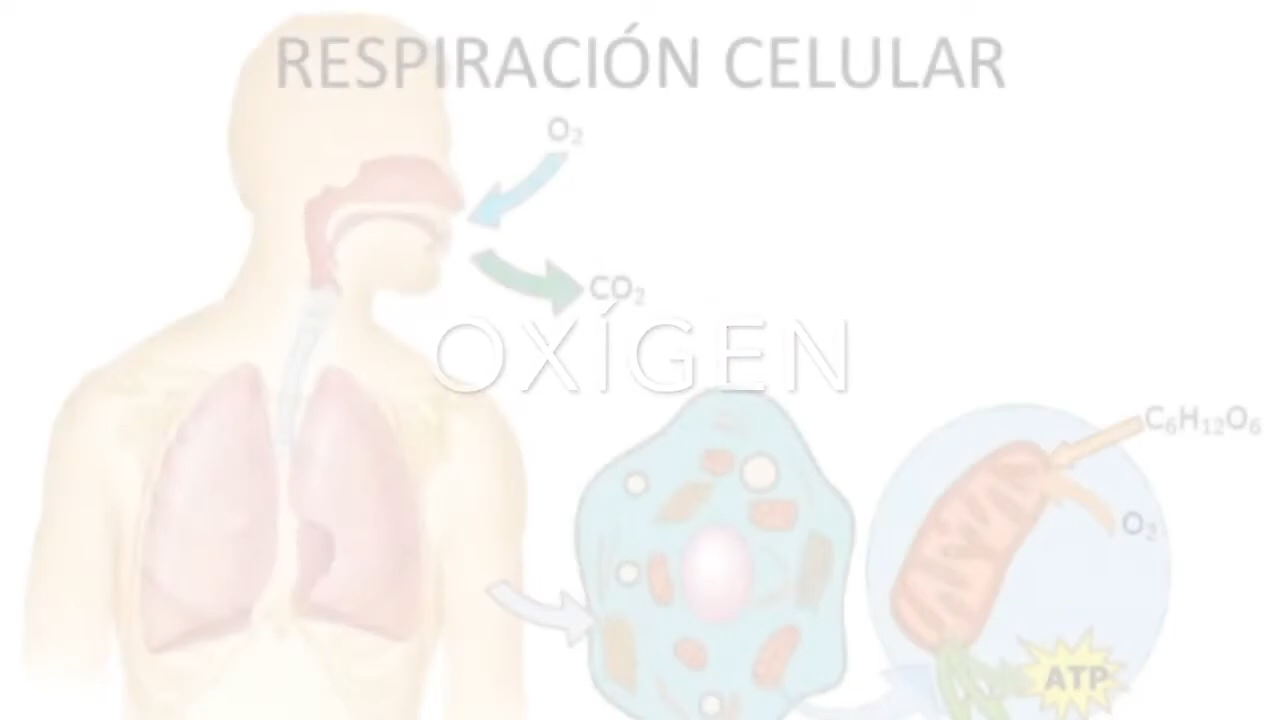 RESPIRACIÓN CELULAR
O₂
CO₂
OXÍGEN
C₆H₁₂O₆
O₂
ATP